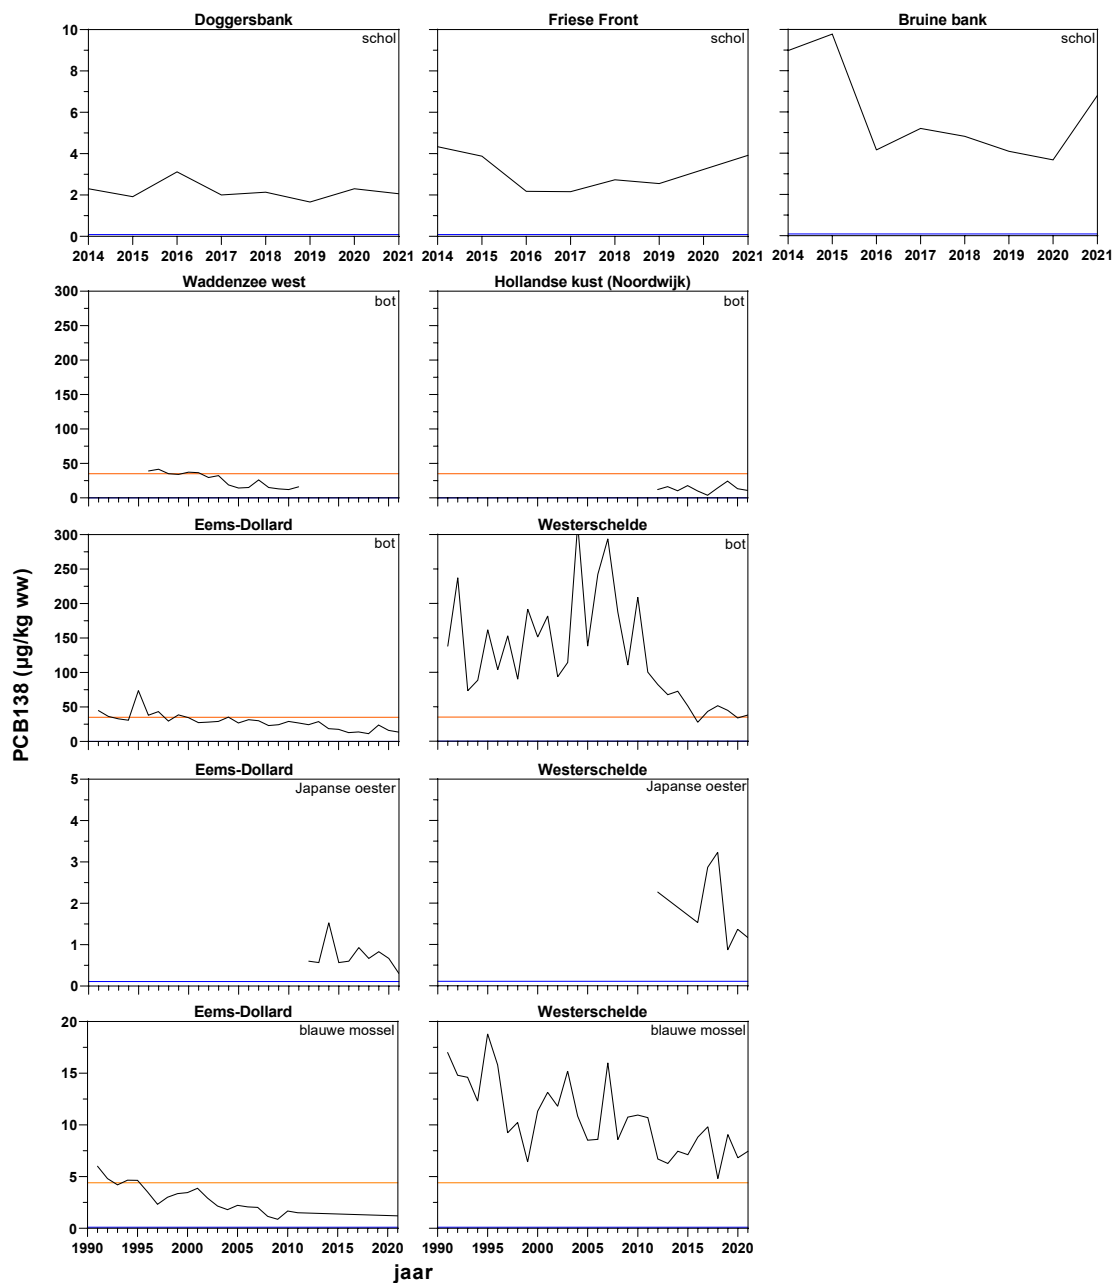 Doggersbank Friese Front Bruine bank
10 schol schol schol
8
6
4
2
0
2014 2015 2016 2017 2018 2019 2020 2021 2014 2015 2016 2017 2018 2019 2020 2021 2014 2015 2016 2017 2018 2019 2020 2021
Waddenzee west Hollandse kust (Noordwijk)
300 bot bot
250
200
150
100
50
0
Eems-Dollard Westerschelde
300 bot bot
250
200
150
100
50
0
PCB138 (µg/kg ww)
Eems-Dollard Westerschelde
5 Japanse oester Japanse oester
4
3
2
1
0
Eems-Dollard Westerschelde
20 blauwe mossel blauwe mossel
15
10
5
0
1990 1995 2000 2005 2010 2015 2020 1990 1995 2000 2005 2010 2015 2020
jaar